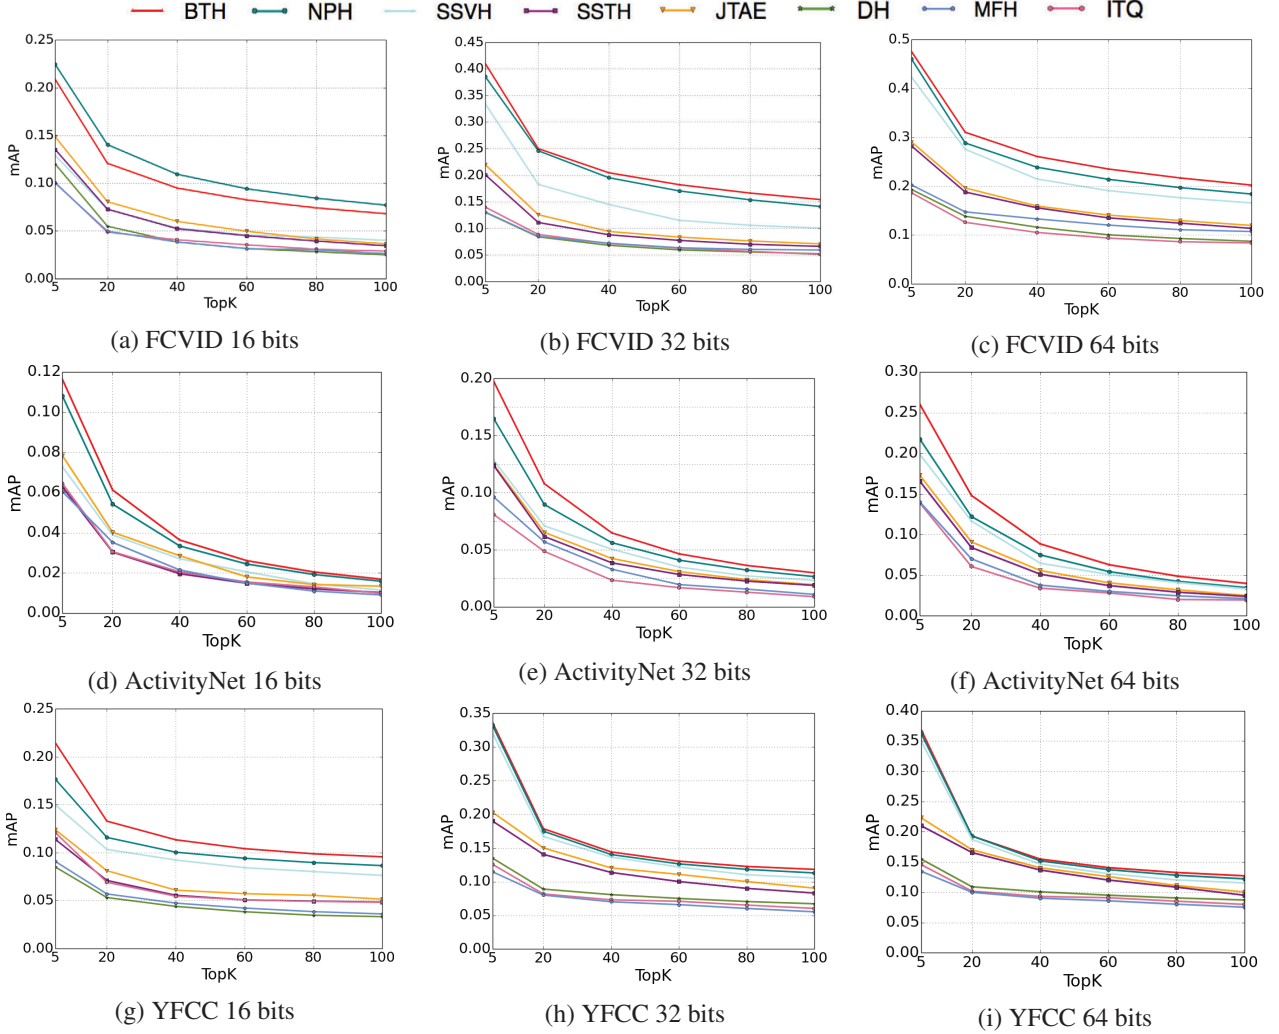 BTH NPH SSVH SSTH JTAE DH MFH ITQ
0.25 0.20 0.15 0.10 0.05 0.00
mAP
5 20 40 60 80 100
TopK
(a) FCVID 16 bits
0.45 0.40 0.35 0.30 0.25 0.20 0.15 0.10 0.05 0.00
mAP
5 20 40 60 80 100
TopK
(b) FCVID 32 bits
0.5 0.4 0.3 0.2 0.1 0.0
mAP
5 20 40 60 80 100
TopK
(c) FCVID 64 bits
0.12 0.10 0.08 0.06 0.04 0.02 0.00
mAP
5 20 40 60 80 100
TopK
(d) ActivityNet 16 bits
0.20 0.15 0.10 0.05 0.00
mAP
5 20 40 60 80 100
TopK
(e) ActivityNet 32 bits
0.30 0.25 0.20 0.15 0.10 0.05 0.00
mAP
5 20 40 60 80 100
TopK
(f) ActivityNet 64 bits
0.25 0.20 0.15 0.10 0.05 0.00
mAP
5 20 40 60 80 100
TopK
(g) YFCC 16 bits
0.35 0.30 0.25 0.20 0.15 0.10 0.05 0.00
mAP
5 20 40 60 80 100
TopK
(h) YFCC 32 bits
0.40 0.35 0.30 0.25 0.20 0.15 0.10 0.05 0.00
mAP
5 20 40 60 80 100
TopK
(i) YFCC 64 bits